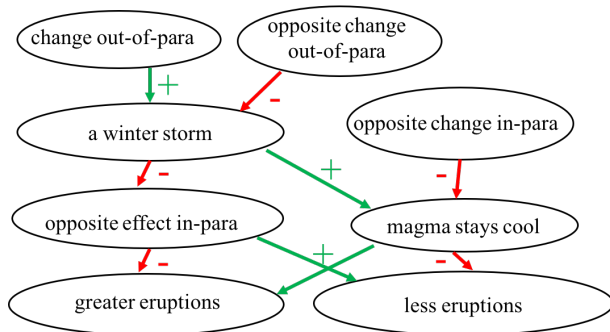 change out-of-para
opposite change
out-of-para
+
-
a winter storm
opposite change in-para
-
+
-
opposite effect in-para
magma stays cool
-
+
-
greater eruptions
less eruptions